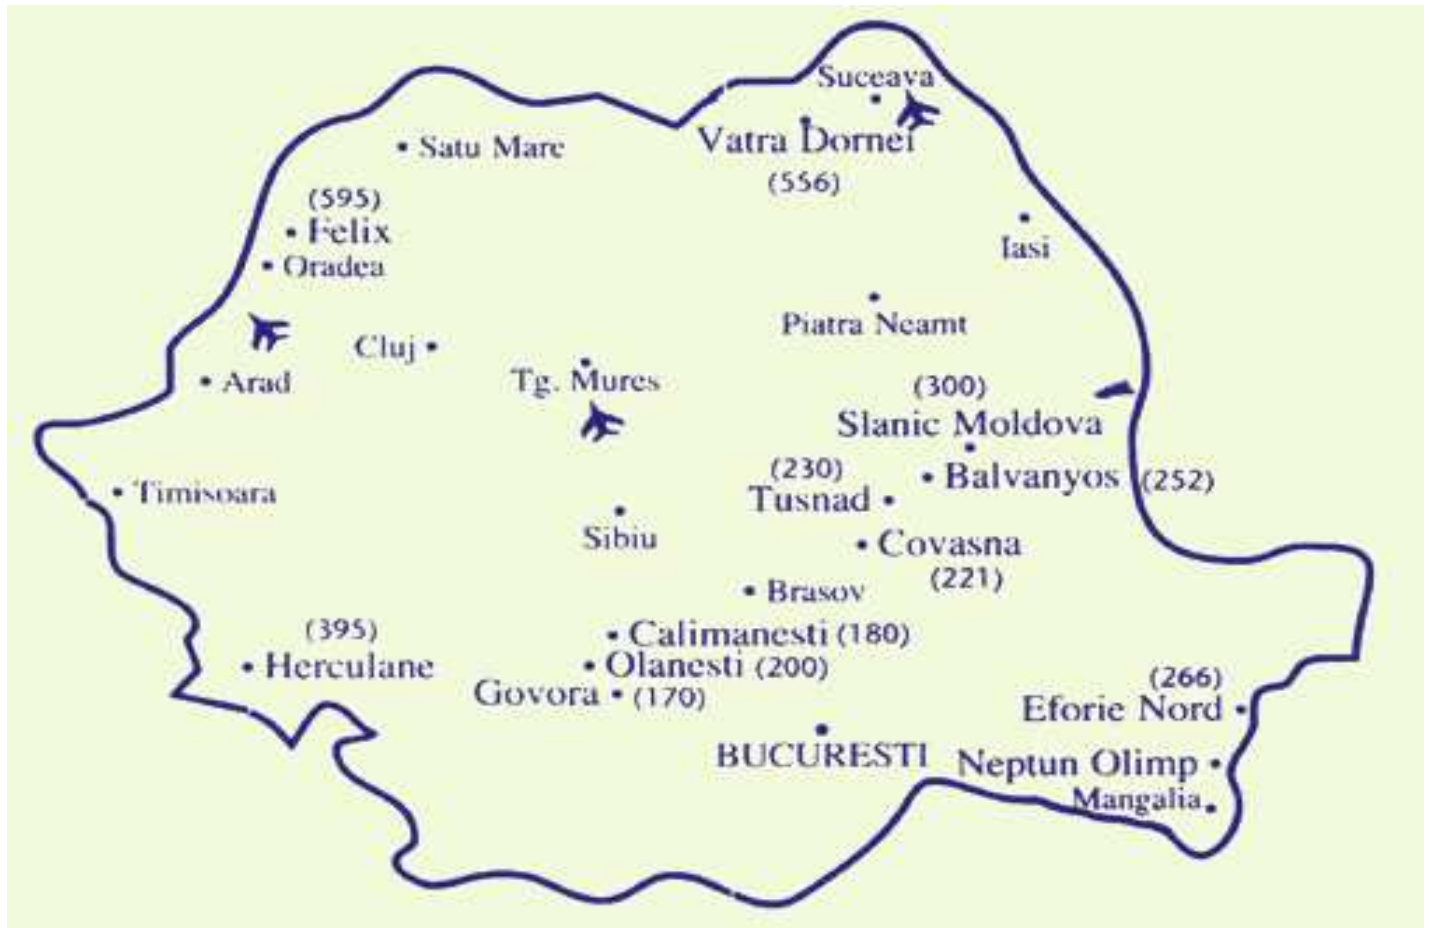 Suceava
Vatra Dornei
(556)
Satu Mare
(595)
Felix
Oradea
Iasi
Piatra Neamt
Cluj
Tg. Mures
Arad
(300)
Slanic Moldova
(230)
Balvanyos (252)
Tusnad
Timisoara
Sibiu
Covasna
(221)
Brasov
(395)
Calimanesti (180)
Herculane
Olanesti (200)
Govora (170)
(266)
Eforie Nord
BUCURESTI
Neptun Olimp
Mangalia